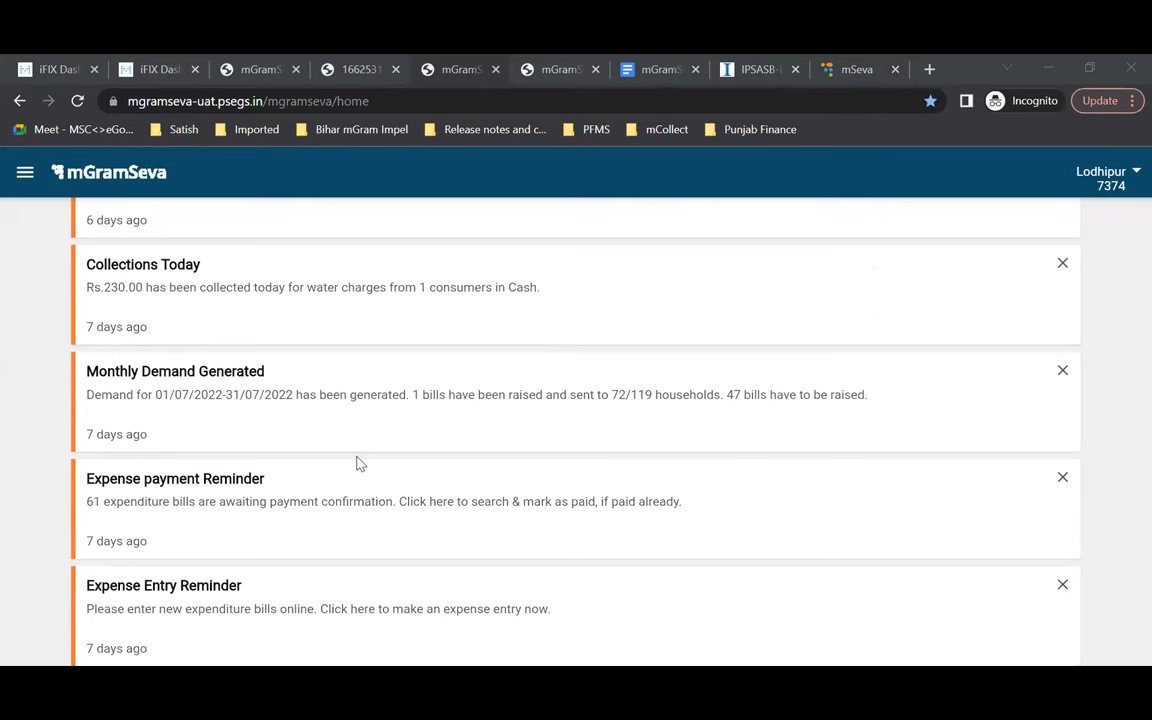 iFIX Das
iFIX Das
mGramS
1662531
mGramS
mGramS
mGramS
IPSASB-
mSeva
mgramseva-uat.psegs.in/mgramseva/home
Incognito
Update
Meet - MSC<>eGo...
Satish
Imported
Bihar mGram Impel
Release notes and c...
PFMS
mCollect
Punjab Finance
mGramSeva
Lodhipur
7374
6 days ago
Collections Today
Rs.230.00 has been collected today for water charges from 1 consumers in Cash.
7 days ago
Monthly Demand Generated
Demand for 01/07/2022-31/07/2022 has been generated. 1 bills have been raised and sent to 72/119 households. 47 bills have to be raised.
7 days ago
Expense payment Reminder
61 expenditure bills are awaiting payment confirmation. Click here to search & mark as paid, if paid already.
7 days ago
Expense Entry Reminder
Please enter new expenditure bills online. Click here to make an expense entry now.
7 days ago